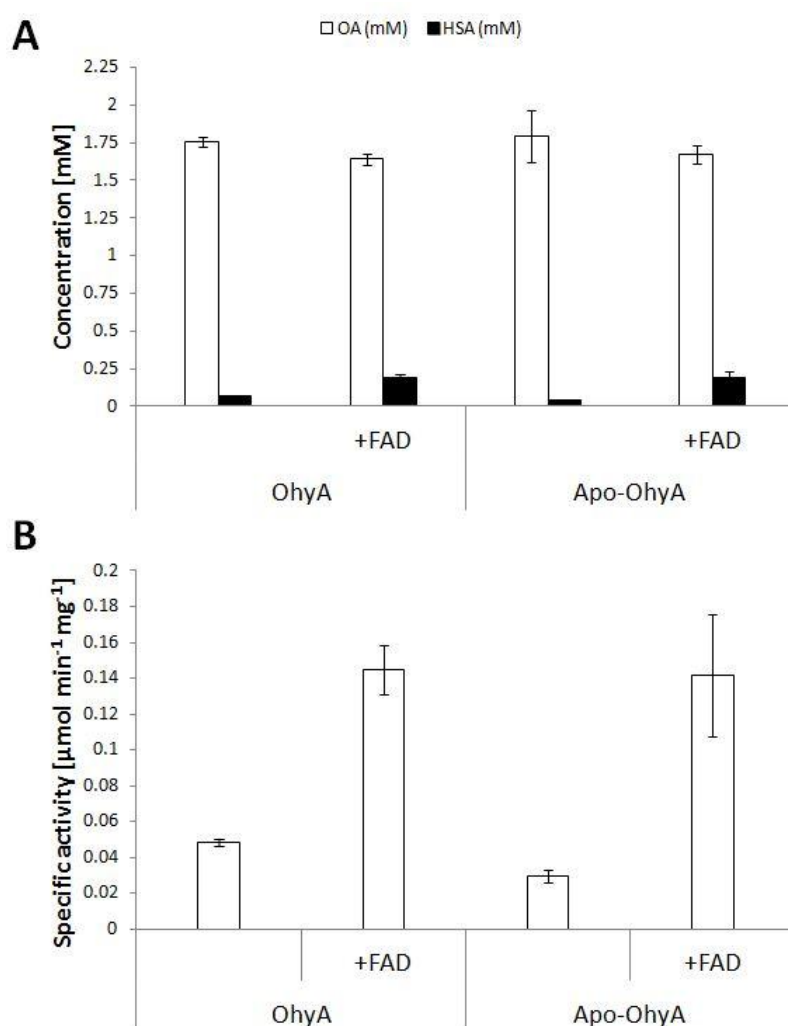 A
OA (mM) HSA (mM)
Concentration [mM]
2.25
2
1.75
1.5
1.25
1
0.75
0.5
0.25
0
+FAD +FAD
OhyA Apo-OhyA
B
Specific activity [µmol min⁻¹ mg⁻¹]
0.2
0.18
0.16
0.14
0.12
0.1
0.08
0.06
0.04
0.02
0
+FAD +FAD
OhyA Apo-OhyA